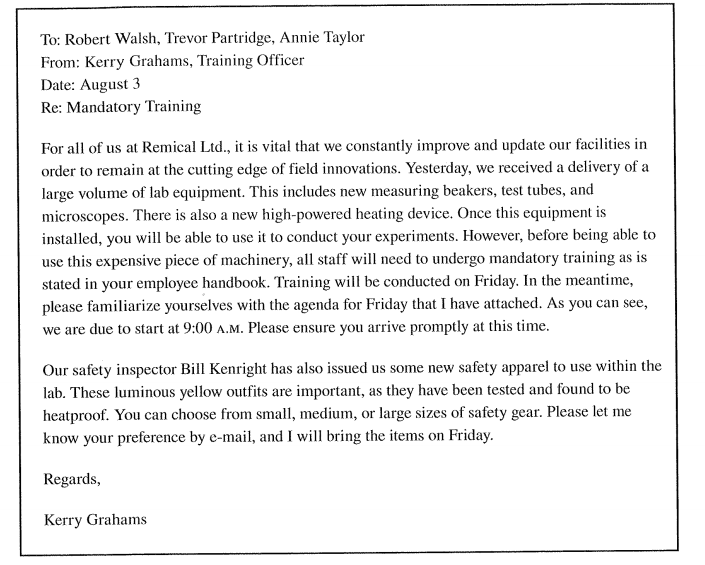 To: Robert Walsh, Trevor Partridge, Annie Taylor
From: Kerry Grahams, Training Officer
Date: August 3
Re: Mandatory Training
For all of us at Remical Ltd., it is vital that we constantly improve and update our facilities in
order to remain at the cutting edge of field innovations. Yesterday, we received a delivery of a
large volume of lab equipment. This includes new measuring beakers, test tubes, and
microscopes. There is also a new high-powered heating device. Once this equipment is
installed, you will be able to use it to conduct your experiments. However, before being able to
use this expensive piece of machinery, all staff will need to undergo mandatory training as is
stated in your employee handbook. Training will be conducted on Friday. In the meantime,
please familiarize yourselves with the agenda for Friday that I have attached. As you can see,
we are due to start at 9:00 A.M. Please ensure you arrive promptly at this time.
Our safety inspector Bill Kenright has also issued us some new safety apparel to use within the
lab. These luminous yellow outfits are important, as they have been tested and found to be
heatproof. You can choose from small, medium, or large sizes of safety gear. Please let me
know your preference by e-mail, and I will bring the items on Friday.
Regards,
Kerry Grahams